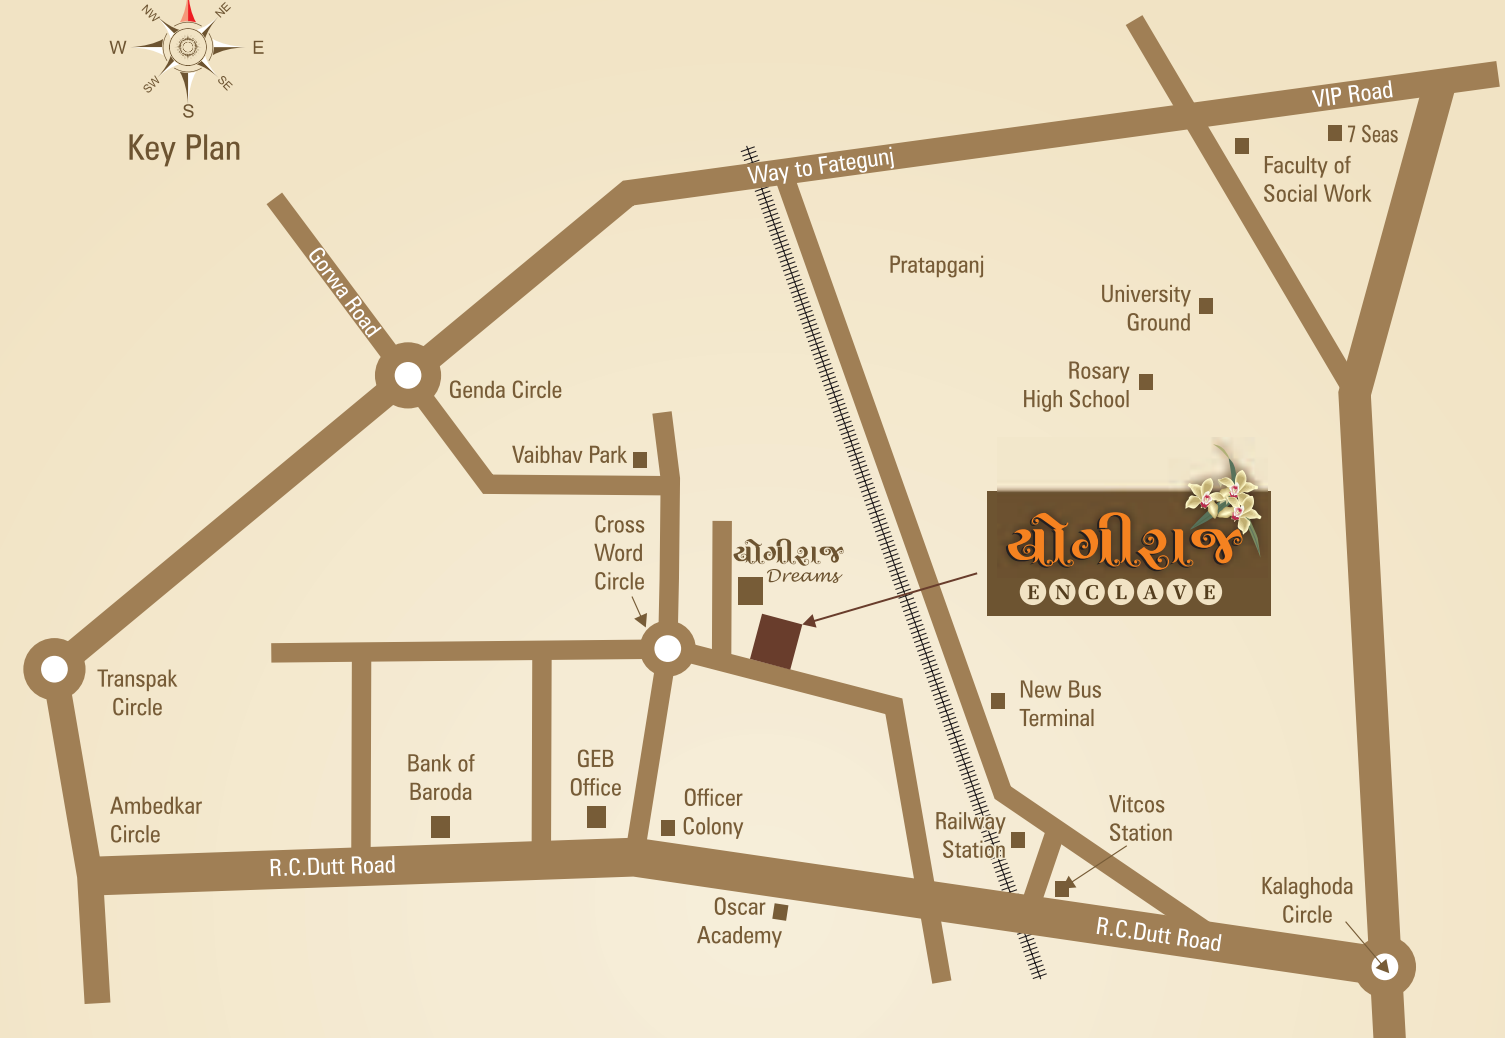 NW
NE
W
E
SW
SE
S
Key Plan
VIP Road
7 Seas
Way to Fategunj
Faculty of
Social Work
Gorwa Road
Pratapganj
University
Ground
Genda Circle
Rosary
High School
Vaibhav Park
Cross
Word
Circle
યોગીરાજ
Dreams
યોગીરાજ
ENCLAVE
Transpak
Circle
New Bus
Terminal
Bank of
Baroda
GEB
Office
Ambedkar
Circle
Officer
Colony
Railway
Station
Vitcos
Station
R.C.Dutt Road
Oscar
Academy
R.C.Dutt Road
Kalaghoda
Circle